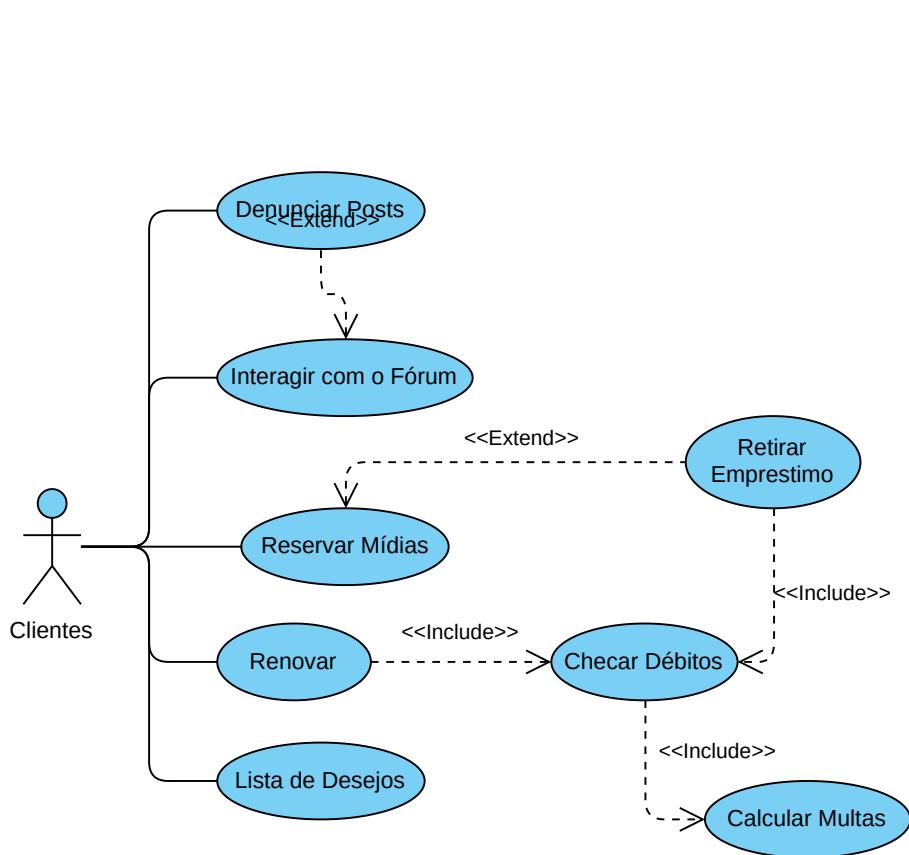 Denunciar Posts
<<Extend>>
Interagir com o Fórum
<<Extend>>
Retirar
Emprestimo
Reservar Mídias
<<Include>>
Clientes
<<Include>>
Renovar
Checar Débitos
<<Include>>
Lista de Desejos
Calcular Multas